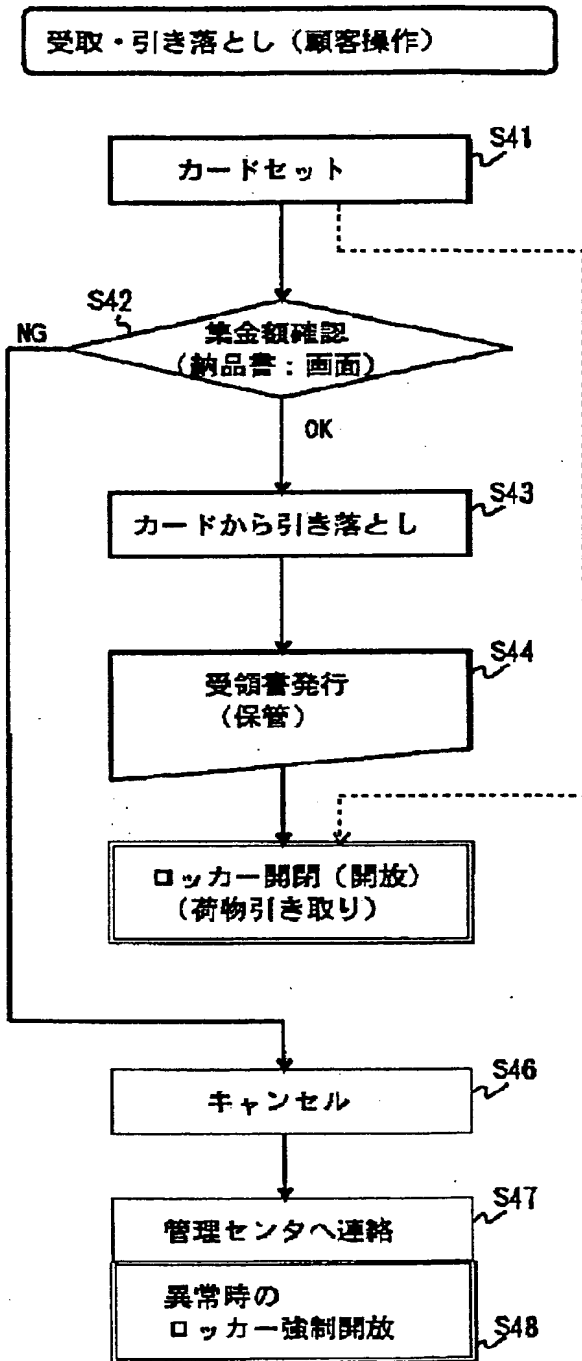 受取・引き落とし（顧客操作）
S41
カードセット
S42
NG
集金額確認
（納品書：画面）
OK
S43
カードから引き落とし
S44
受領書発行
（保管）
ロッカー開閉（開放）
（荷物引き取り）
S46
キャンセル
S47
管理センタへ連絡
異常時の
ロッカー強制開放
S48